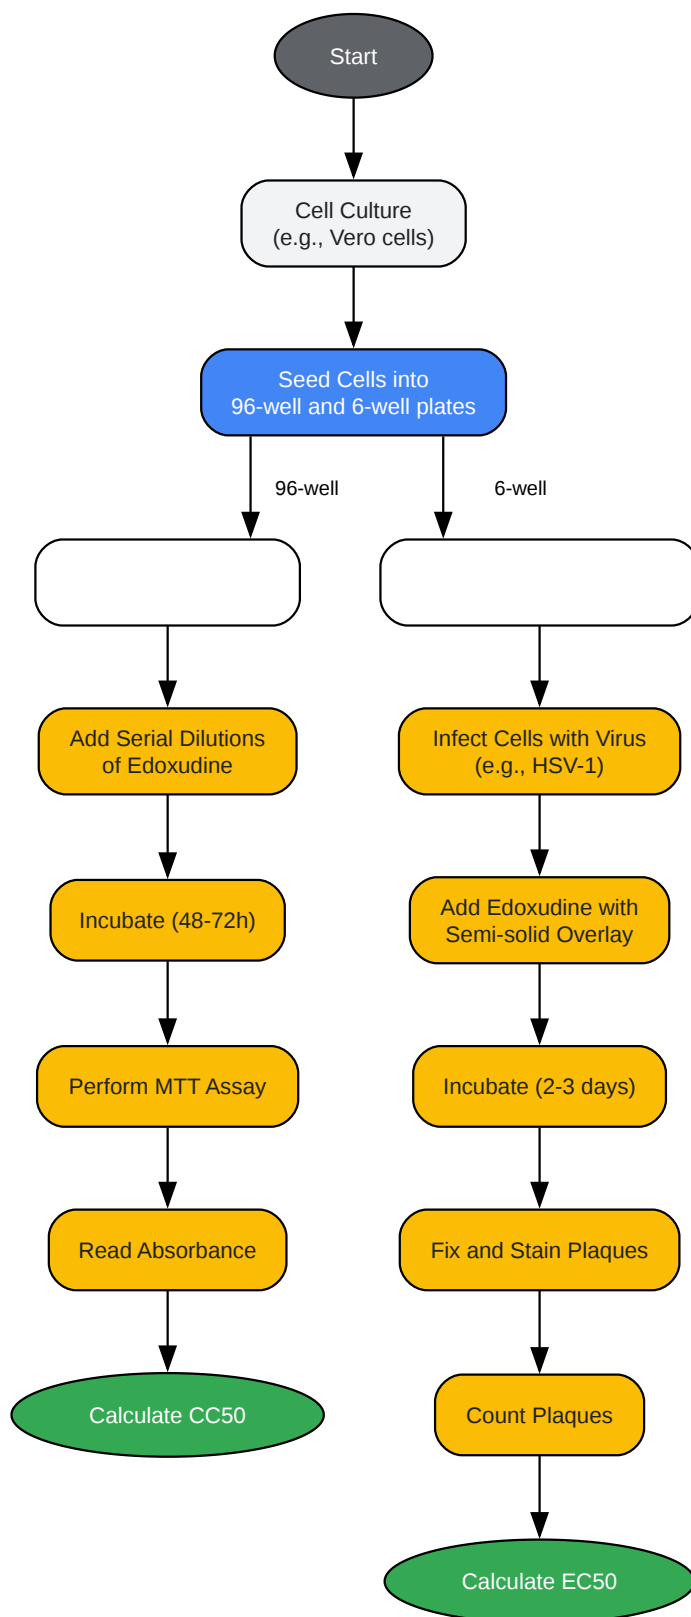 Start
Cell Culture
(e.g., Vero cells)
Seed Cells into
96-well and 6-well plates
96-well
6-well
Add Serial Dilutions
of Edoxudine
Infect Cells with Virus
(e.g., HSV-1)
Incubate (48-72h)
Add Edoxudine with
Semi-solid Overlay
Perform MTT Assay
Incubate (2-3 days)
Read Absorbance
Fix and Stain Plaques
Calculate CC50
Count Plaques
Calculate EC50